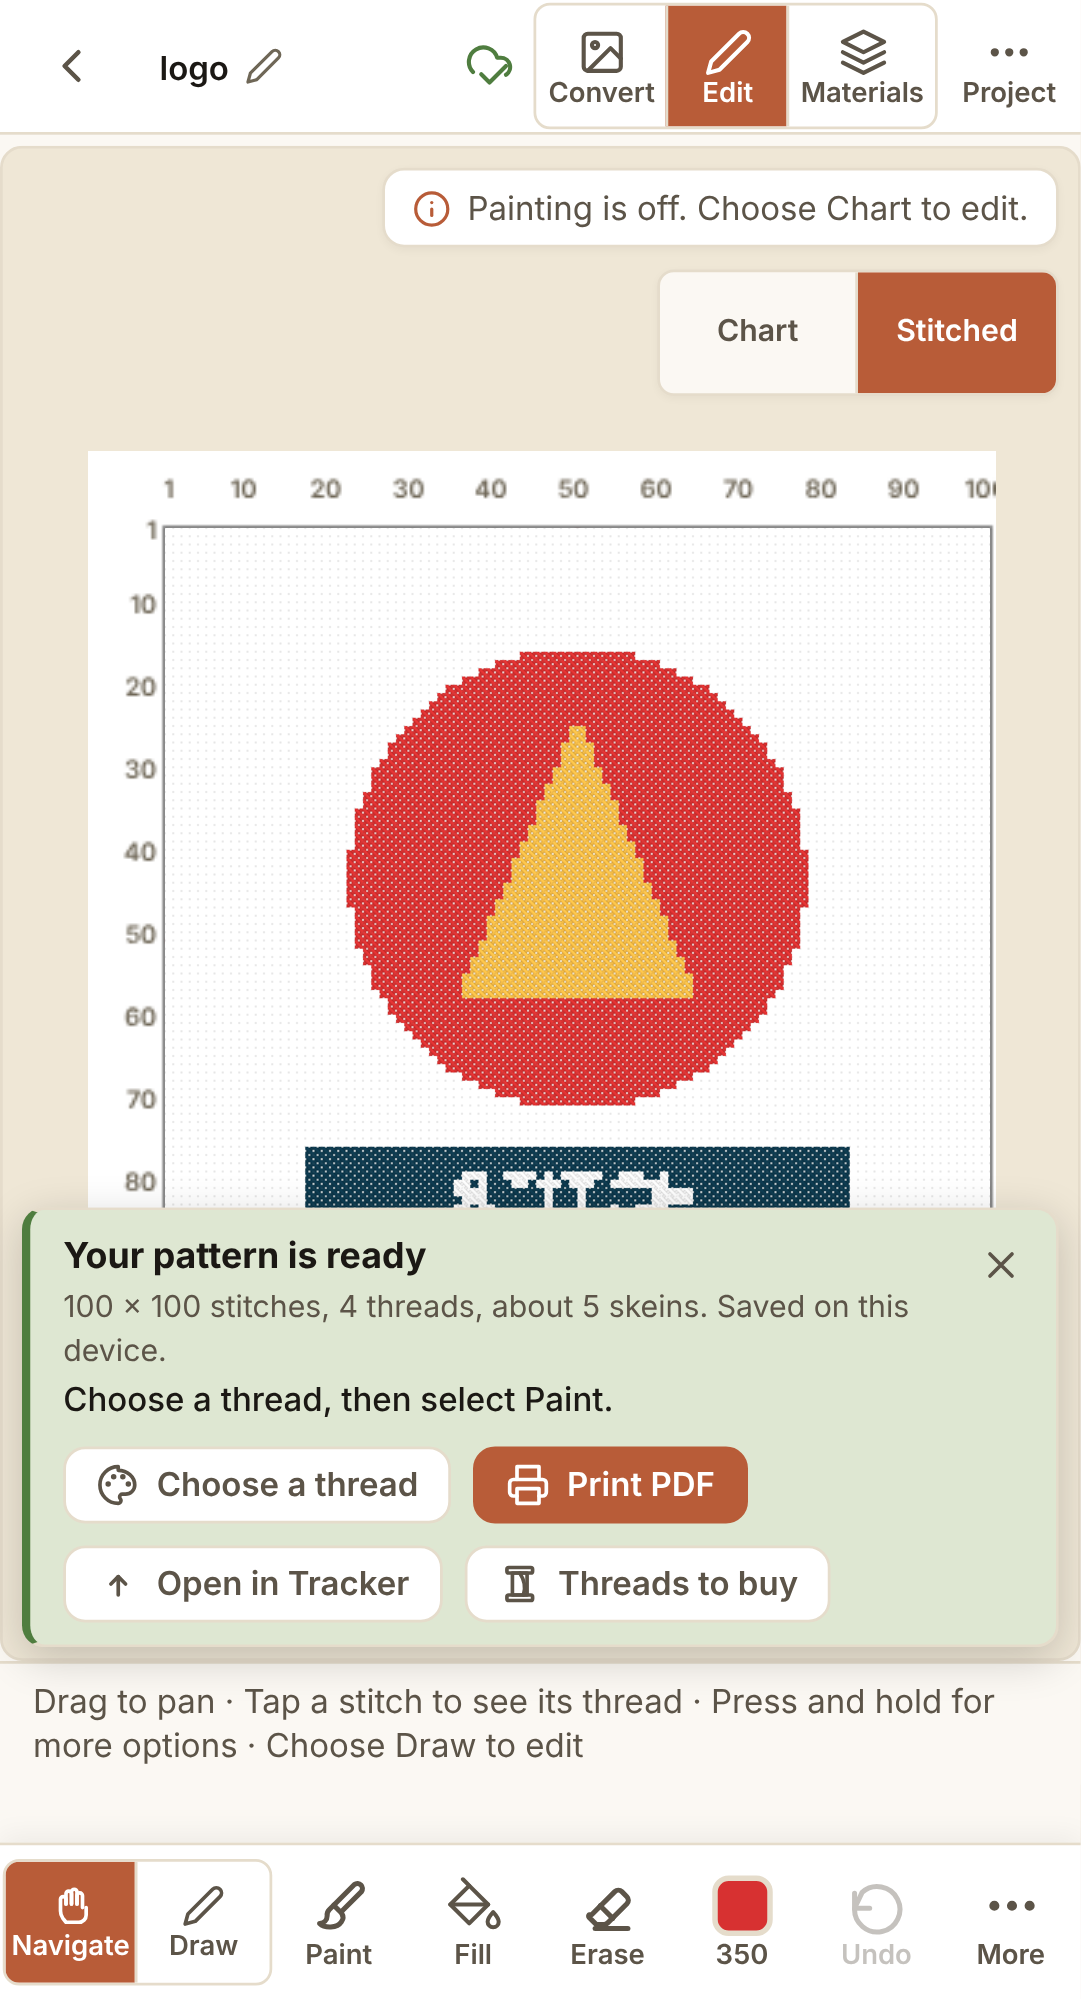 logo
Convert
Edit
Materials
Project
Painting is off. Choose Chart to edit.
Chart
Stitched
1 10 20 30 40 50 60 70 80 90
1
10
20
30
40
50
60
70
80
Your pattern is ready
100 × 100 stitches, 4 threads, about 5 skeins. Saved on this
device.
Choose a thread, then select Paint.
Choose a thread
Print PDF
Open in Tracker
Threads to buy
Drag to pan · Tap a stitch to see its thread · Press and hold for
more options · Choose Draw to edit
Navigate
Draw
Paint
Fill
Erase
350
Undo
More